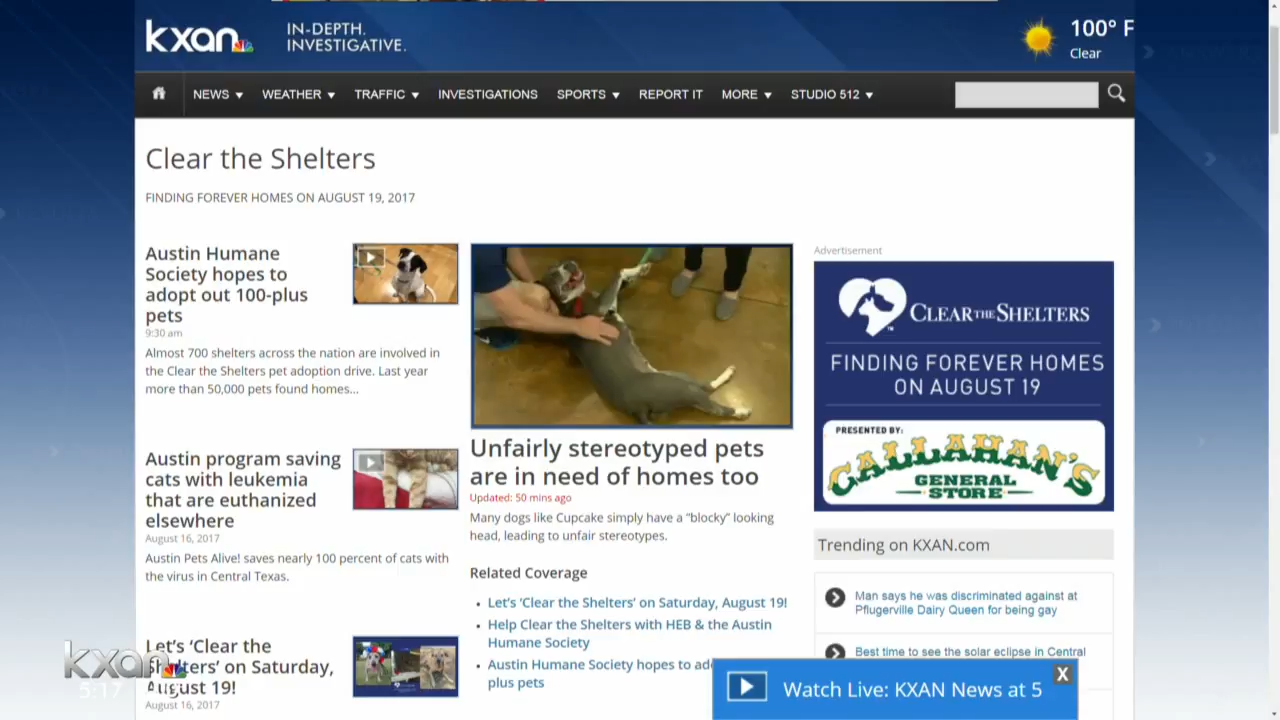 kxan
IN-DEPTH.
INVESTIGATIVE.
100° F
Clear
NEWS
WEATHER
TRAFFIC
INVESTIGATIONS
SPORTS
REPORT IT
MORE
STUDIO 512
Clear the Shelters
FINDING FOREVER HOMES ON AUGUST 19, 2017
Austin Humane
Society hopes to
adopt out 100-plus
pets
9:30 am
Almost 700 shelters across the nation are involved in
the Clear the Shelters pet adoption drive. Last year
more than 50,000 pets found homes...
Austin program saving
cats with leukemia
that are euthanized
elsewhere
August 16, 2017
Austin Pets Alive! saves nearly 100 percent of cats with
the virus in Central Texas.
Let's 'Clear the
Shelters' on Saturday,
August 19!
August 16, 2017
kxan
5:17
Unfairly stereotyped pets
are in need of homes too
Updated: 50 mins ago
Many dogs like Cupcake simply have a "blocky" looking
head, leading to unfair stereotypes.
Related Coverage
Let's 'Clear the Shelters' on Saturday, August 19!
Help Clear the Shelters with HEB & the Austin
Humane Society
Austin Humane Society hopes to
plus pets
Advertisement
CLEAR THE SHELTERS
FINDING FOREVER HOMES
ON AUGUST 19
PRESENTED BY:
CALLAHAN'S
GENERAL
STORE
Trending on KXAN.com
Man says he was discriminated against at
Pflugerville Dairy Queen for being gay
Best time to see the solar eclipse in Central
X
Watch Live: KXAN News at 5